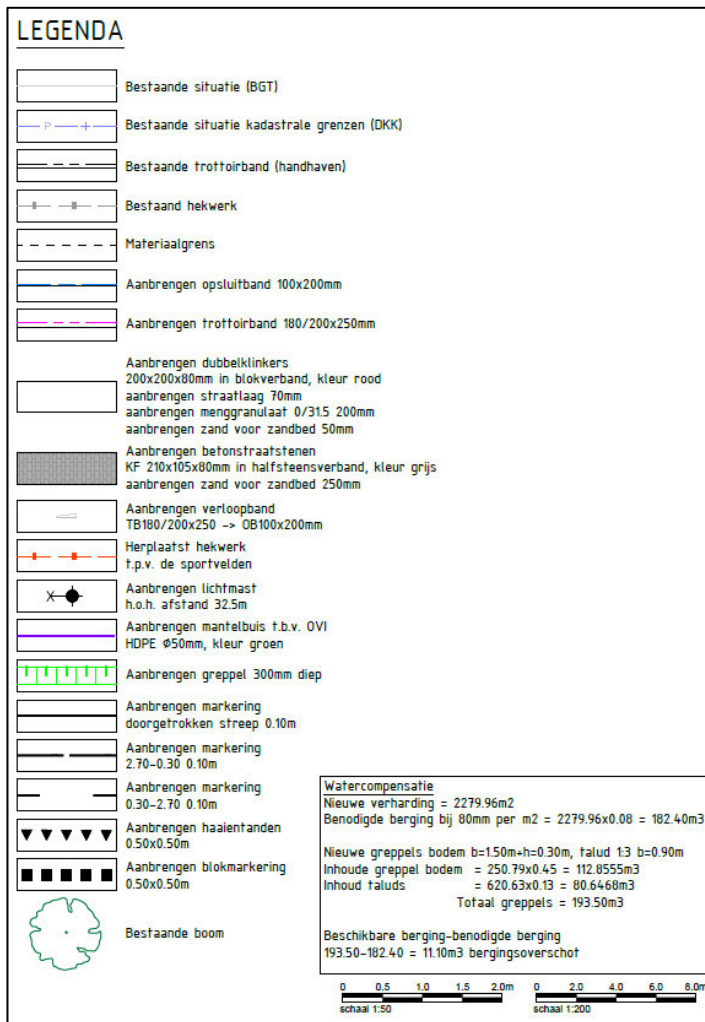 LEGENDA
Bestaande situatie (BGT)
P
Bestaande situatie kadastrale grenzen (DKK)
Bestaande trottoirband (handhaven)
Bestaand hekwerk
Materiaalgrens
Aanbrengen opsluitband 100x200mm
Aanbrengen trottoirband 180/200x250mm
Aanbrengen dubbelklinkers
200x200x80mm in blokverband, kleur rood
aanbrengen straatlaag 70mm
aanbrengen menggranulaat 0/31.5 200mm
aanbrengen zand voor zandbed 50mm
Aanbrengen betonstraatstenen
KF 210x105x80mm in halfsteensverband, kleur grijs
aanbrengen zand voor zandbed 250mm
Aanbrengen verloopband
TB180/200x250 -> OB100x200mm
Herplaatst hekwerk
t.p.v. de sportvelden
Aanbrengen lichtmast
h.o.h. afstand 32.5m
Aanbrengen mantelbuis t.b.v. OVI
HDPE Ø50mm, kleur groen
Aanbrengen greppel 300mm diep
Aanbrengen markering
doorgetrokken streep 0.10m
Aanbrengen markering
2.70-0.30 0.10m
Aanbrengen markering
0.30-2.70 0.10m
Aanbrengen haaientanden
0.50x0.50m
Aanbrengen blokmarkering
0.50x0.50m
Bestaande boom
Watercompensatie
Nieuwe verharding = 2279.96m2
Benodigde berging bij 80mm per m2 = 2279.96x0.08 = 182.40m3
Nieuwe greppels bodem b=1.50m+h=0.30m, talud 1:3 b=0.90m
Inhoude greppel bodem = 250.79x0.45 = 112.8555m3
Inhoud taluds = 620.63x0.13 = 80.6468m3
Totaal greppels = 193.50m3
Beschikbare berging-benodigde berging
193.50-182.40 = 11.10m3 bergingsoverschot
0 0.5 1.0 1.5 2.0m
schaal 1:50
0 2.0 4.0 6.0 8.0m
schaal 1:200